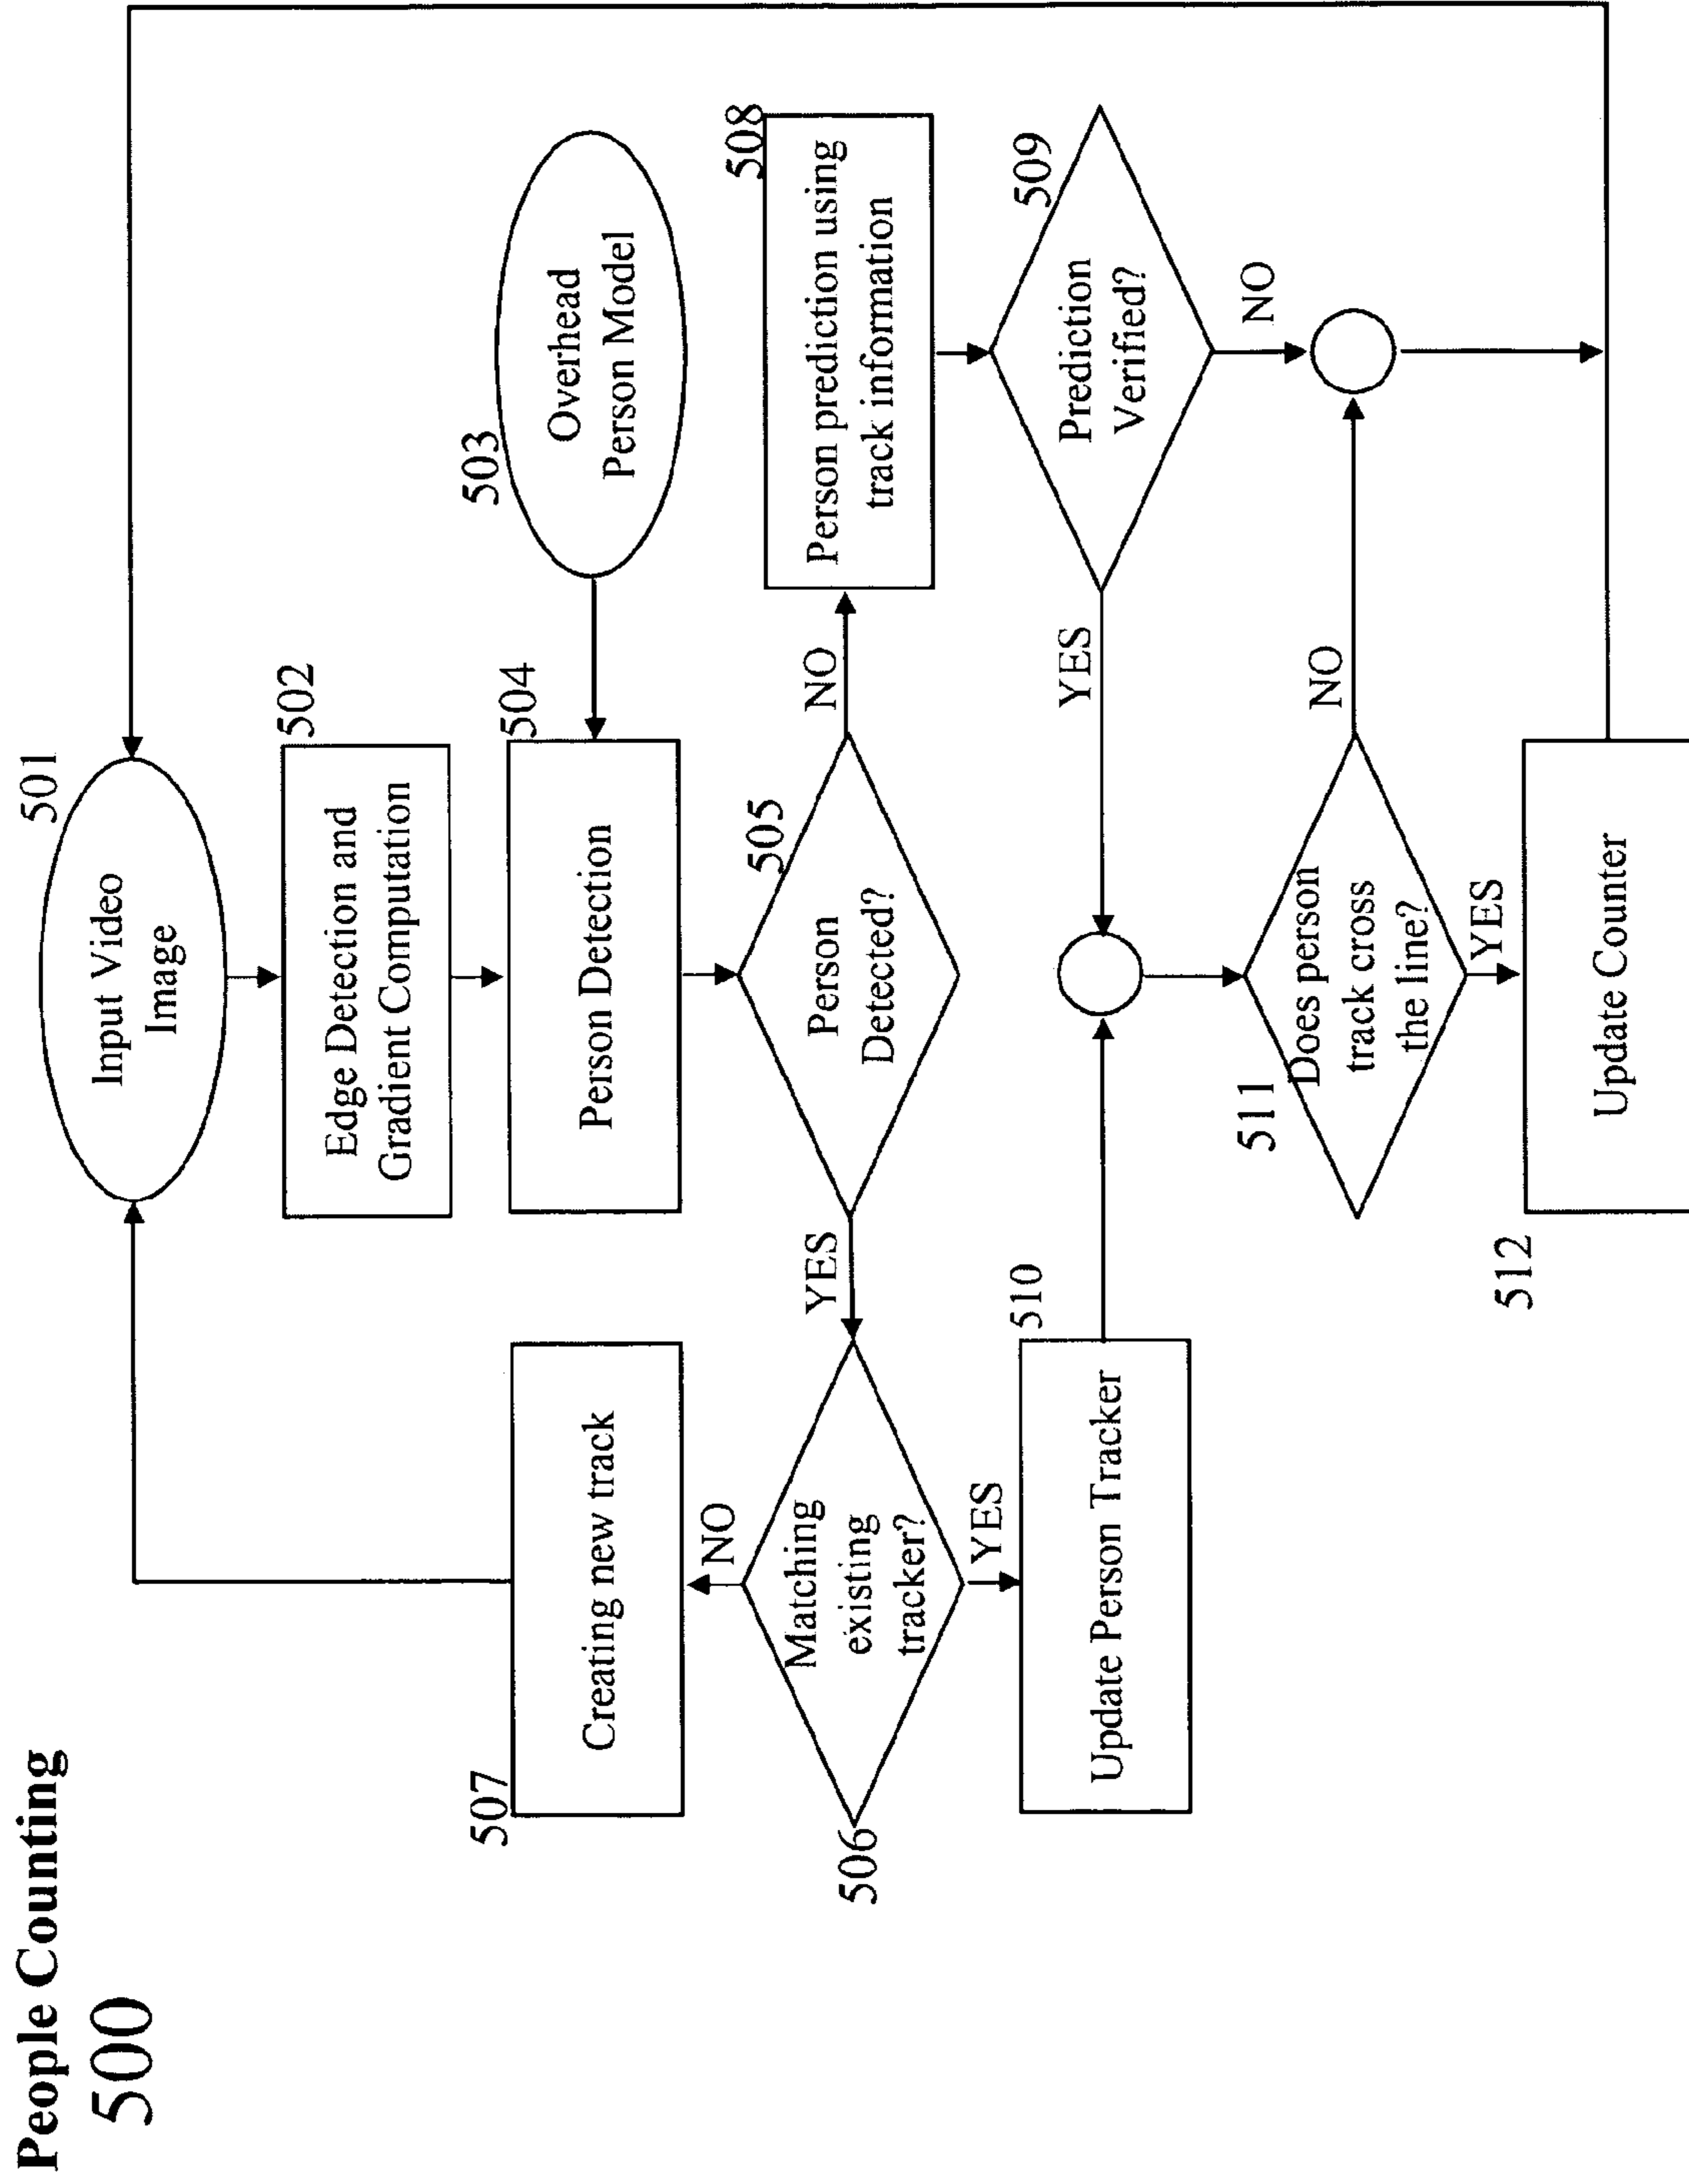 People Counting
500
501
Input Video
Image
502
Edge Detection and
Gradient Computation
503
Overhead
Person Model
504
Person Detection
505
Person
Detected?
YES
NO
507
Creating new track
NO
506
Matching
existing
tracker?
YES
508
Person prediction using
track information
509
Prediction
Verified?
YES
NO
510
Update Person Tracker
511
Does person
track cross
the line?
NO
YES
512
Update Counter